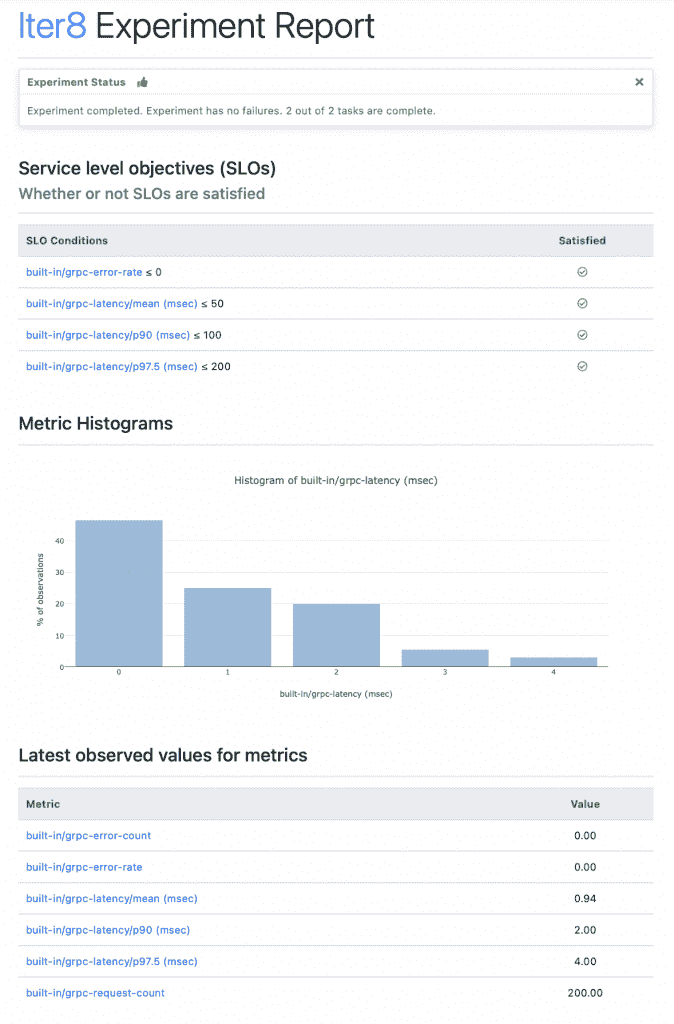 Iter8 Experiment Report
Experiment Status
Experiment completed. Experiment has no failures. 2 out of 2 tasks are complete.
Service level objectives (SLOs)
Whether or not SLOs are satisfied
SLO Conditions Satisfied
built-in/grpc-error-rate ≤ 0
built-in/grpc-latency/mean (msec) ≤ 50
built-in/grpc-latency/p90 (msec) ≤ 100
built-in/grpc-latency/p97.5 (msec) ≤ 200
Metric Histograms
Histogram of built-in/grpc-latency (msec)
% of observations
40
30
20
10
0
0 1 2 3 4
built-in/grpc-latency (msec)
Latest observed values for metrics
Metric Value
built-in/grpc-error-count 0.00
built-in/grpc-error-rate 0.00
built-in/grpc-latency/mean (msec) 0.94
built-in/grpc-latency/p90 (msec) 2.00
built-in/grpc-latency/p97.5 (msec) 4.00
built-in/grpc-request-count 200.00